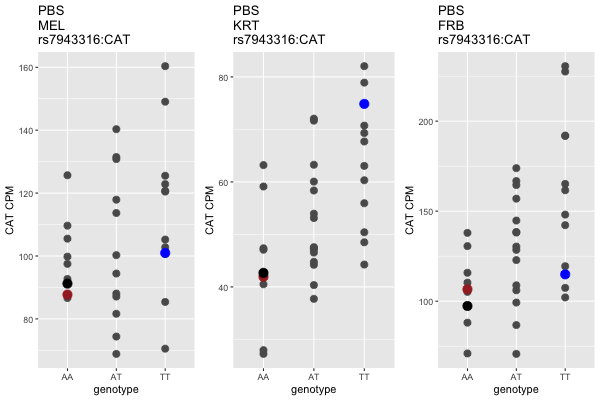 PBS
MEL
rs7943316:CAT
CAT CPM
160
140
120
100
80
AA AT TT
genotype
PBS
KRT
rs7943316:CAT
CAT CPM
80
60
40
AA AT TT
genotype
PBS
FRB
rs7943316:CAT
CAT CPM
200
150
100
AA AT TT
genotype